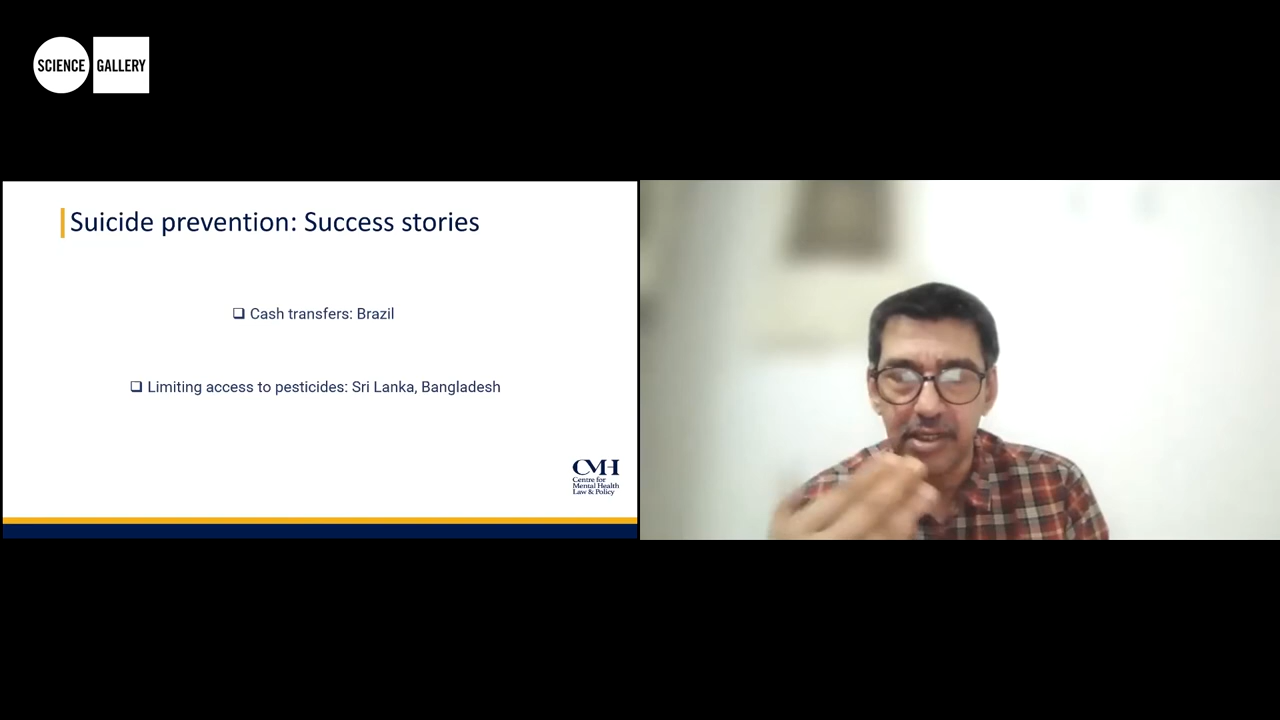 SCIENCE GALLERY
Suicide prevention: Success stories
❑ Cash transfers: Brazil
❑ Limiting access to pesticides: Sri Lanka, Bangladesh
CMH
Centre for
Mental Health
Law & Policy